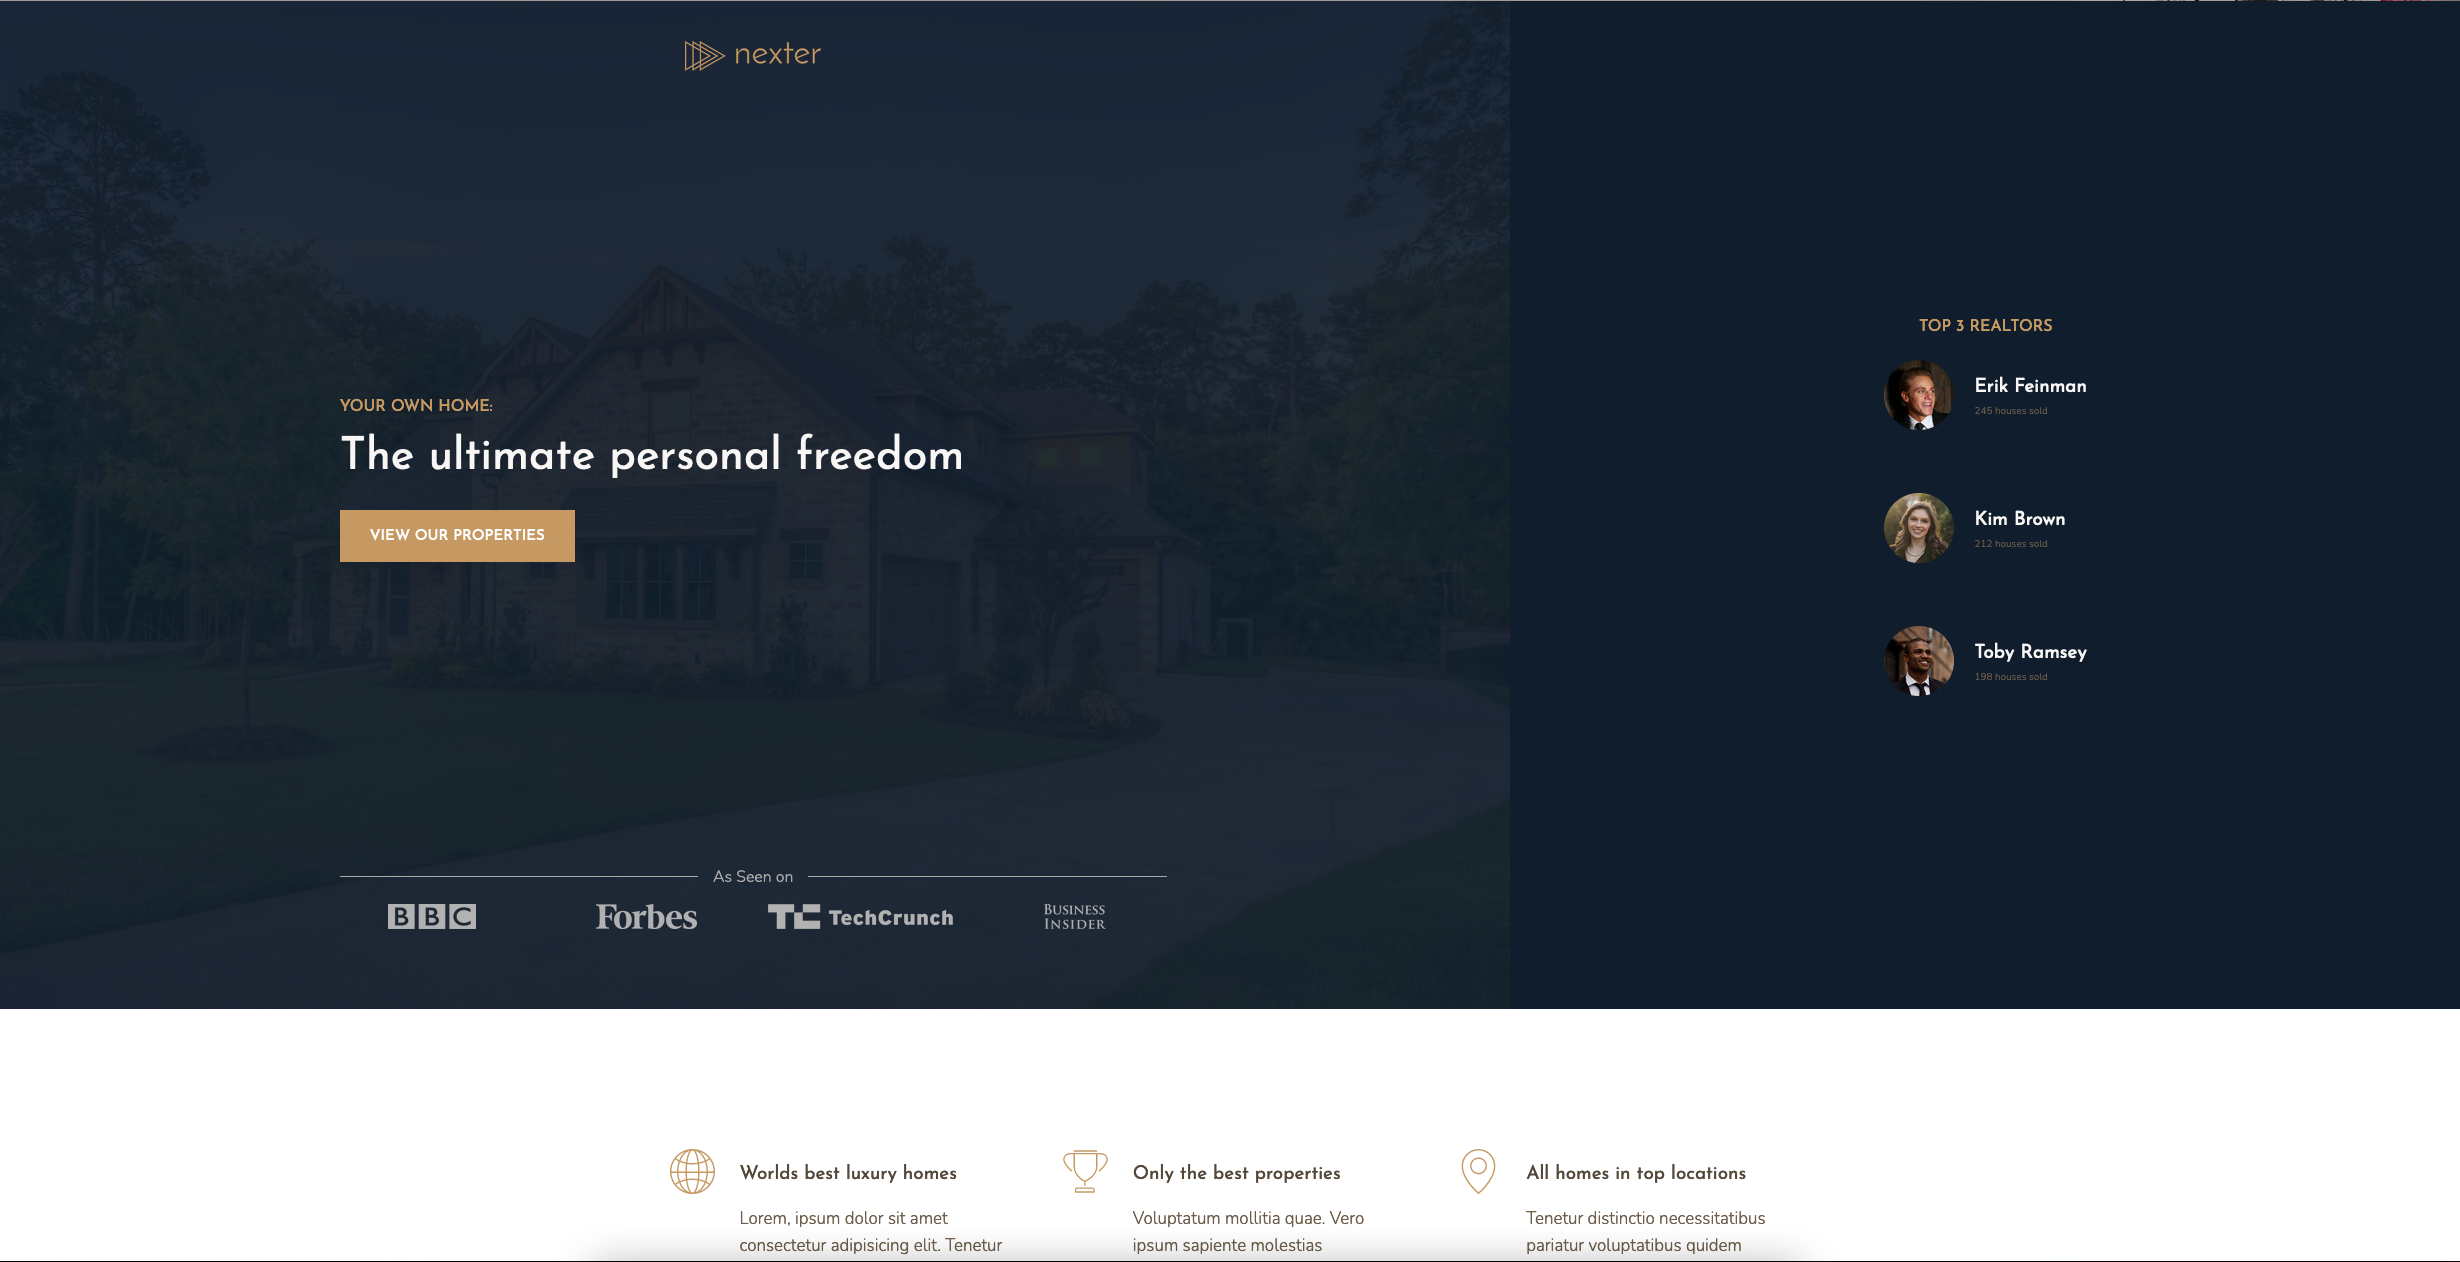 nexter
YOUR OWN HOME:
The ultimate personal freedom
VIEW OUR PROPERTIES
As Seen on
BBC
Forbes
TC TechCrunch
BUSINESS
INSIDER
TOP 3 REALTORS
Erik Feinman
245 houses sold
Kim Brown
212 houses sold
Toby Ramsey
198 houses sold
Worlds best luxury homes
Lorem, ipsum dolor sit amet
consectetur adipisicing elit. Tenetur
Only the best properties
Voluptatum mollitia quae. Vero
ipsum sapiente molestias
All homes in top locations
Tenetur distinctio necessitatibus
pariatur voluptatibus quidem